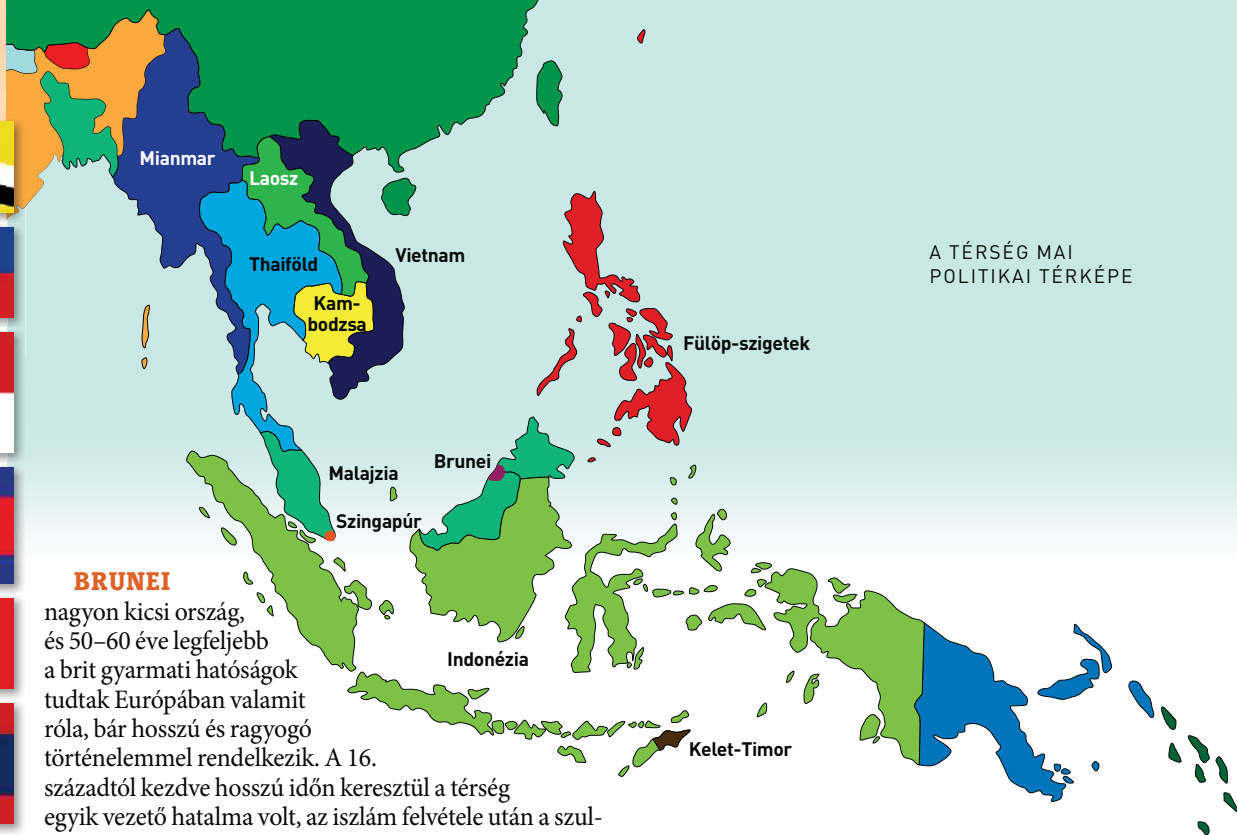 Mianmar
Laosz
Vietnam
Thaiföld
Kam-
bodzsa
A TÉRSÉG MAI
POLITIKAI TÉRKÉPE
Fülöp-szigetek
Brunei
Malajzia
Szingapúr
Indonézia
Kelet-Timor
BRUNEI
nagyon kicsi ország,
és 50–60 éve legfeljebb
a brit gyarmati hatóságok
tudtak Európában valamit
róla, bár hosszú és ragyogó
történelemmel rendelkezik. A 16.
századtól kezdve hosszú időn keresztül a térség
egyik vezető hatalma volt, az iszlám felvétele után a szul-